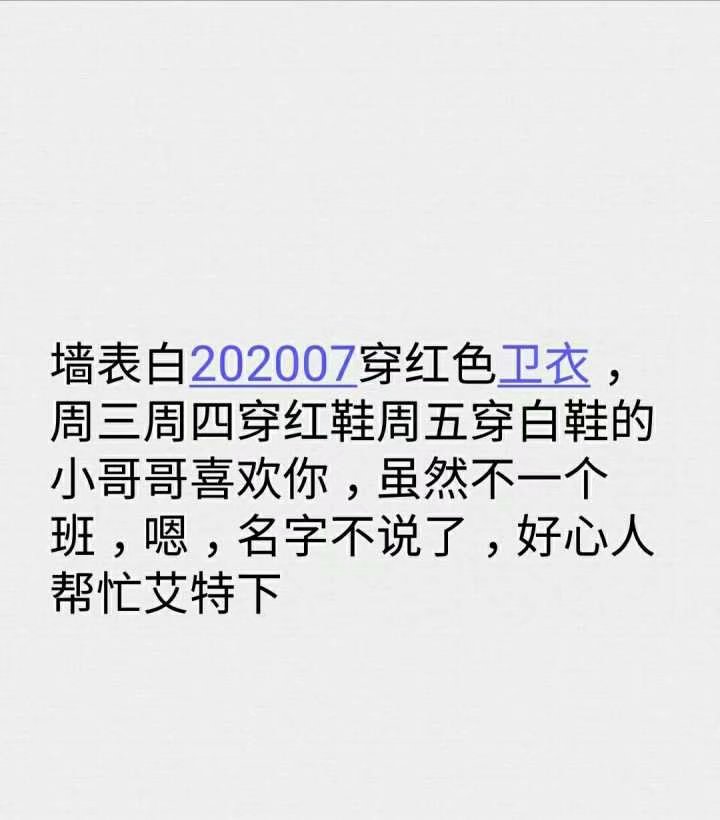 墙表白202007穿红色卫衣，
周三周四穿红鞋周五穿白鞋的
小哥哥喜欢你，虽然不一个
班，嗯，名字不说了，好心人
帮忙艾特下